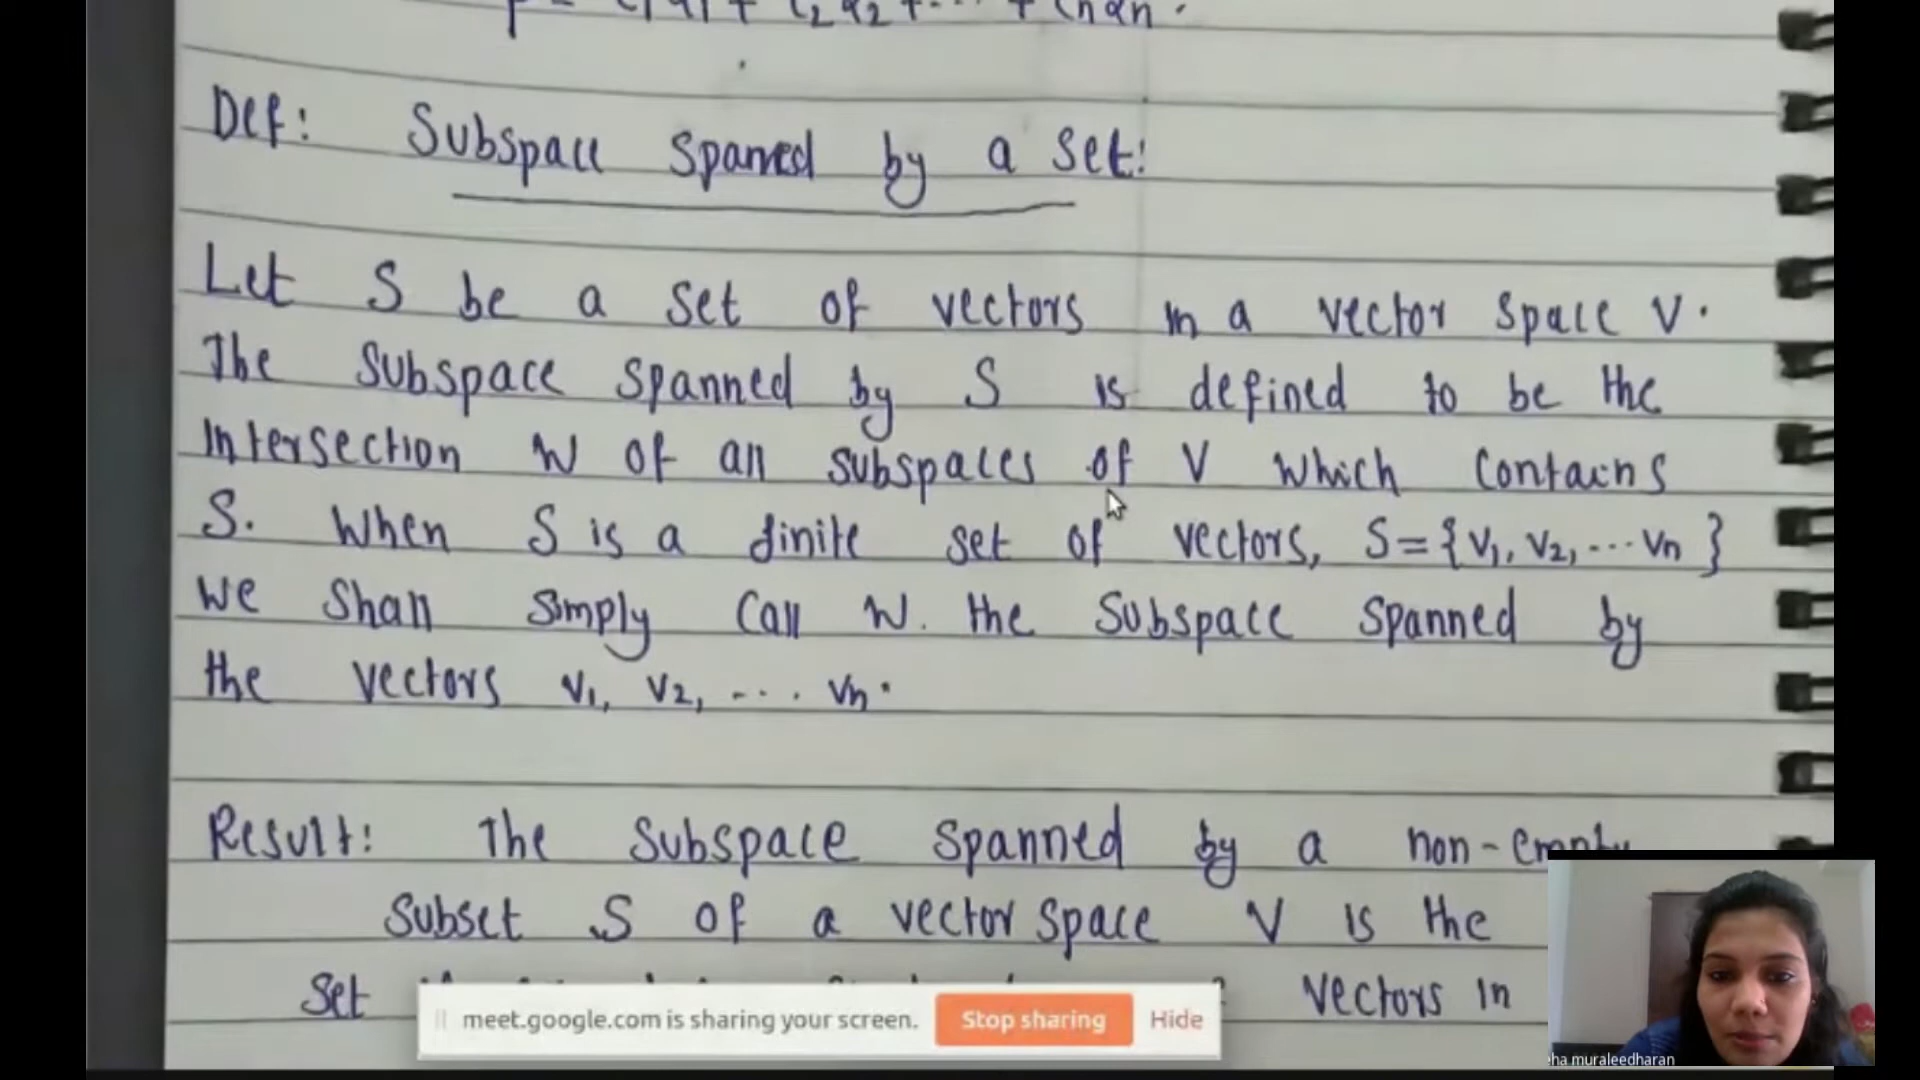 Def: Subspace Spanned by a set:
Let S be a set of vectors in a vector space V.
The subspace spanned by S is defined to be the
intersection W of all subspaces of V which contains
S. When S is a finite set of vectors, S={v1, v2, ... vn}
We shall simply call W. the subspace spanned by
the vectors v1, v2, ... vn.
Result: The subspace spanned by a non-empty
subset S of a vector space V is the
set vectors in
meet.google.com is sharing your screen. Stop sharing Hide
muraleedharan